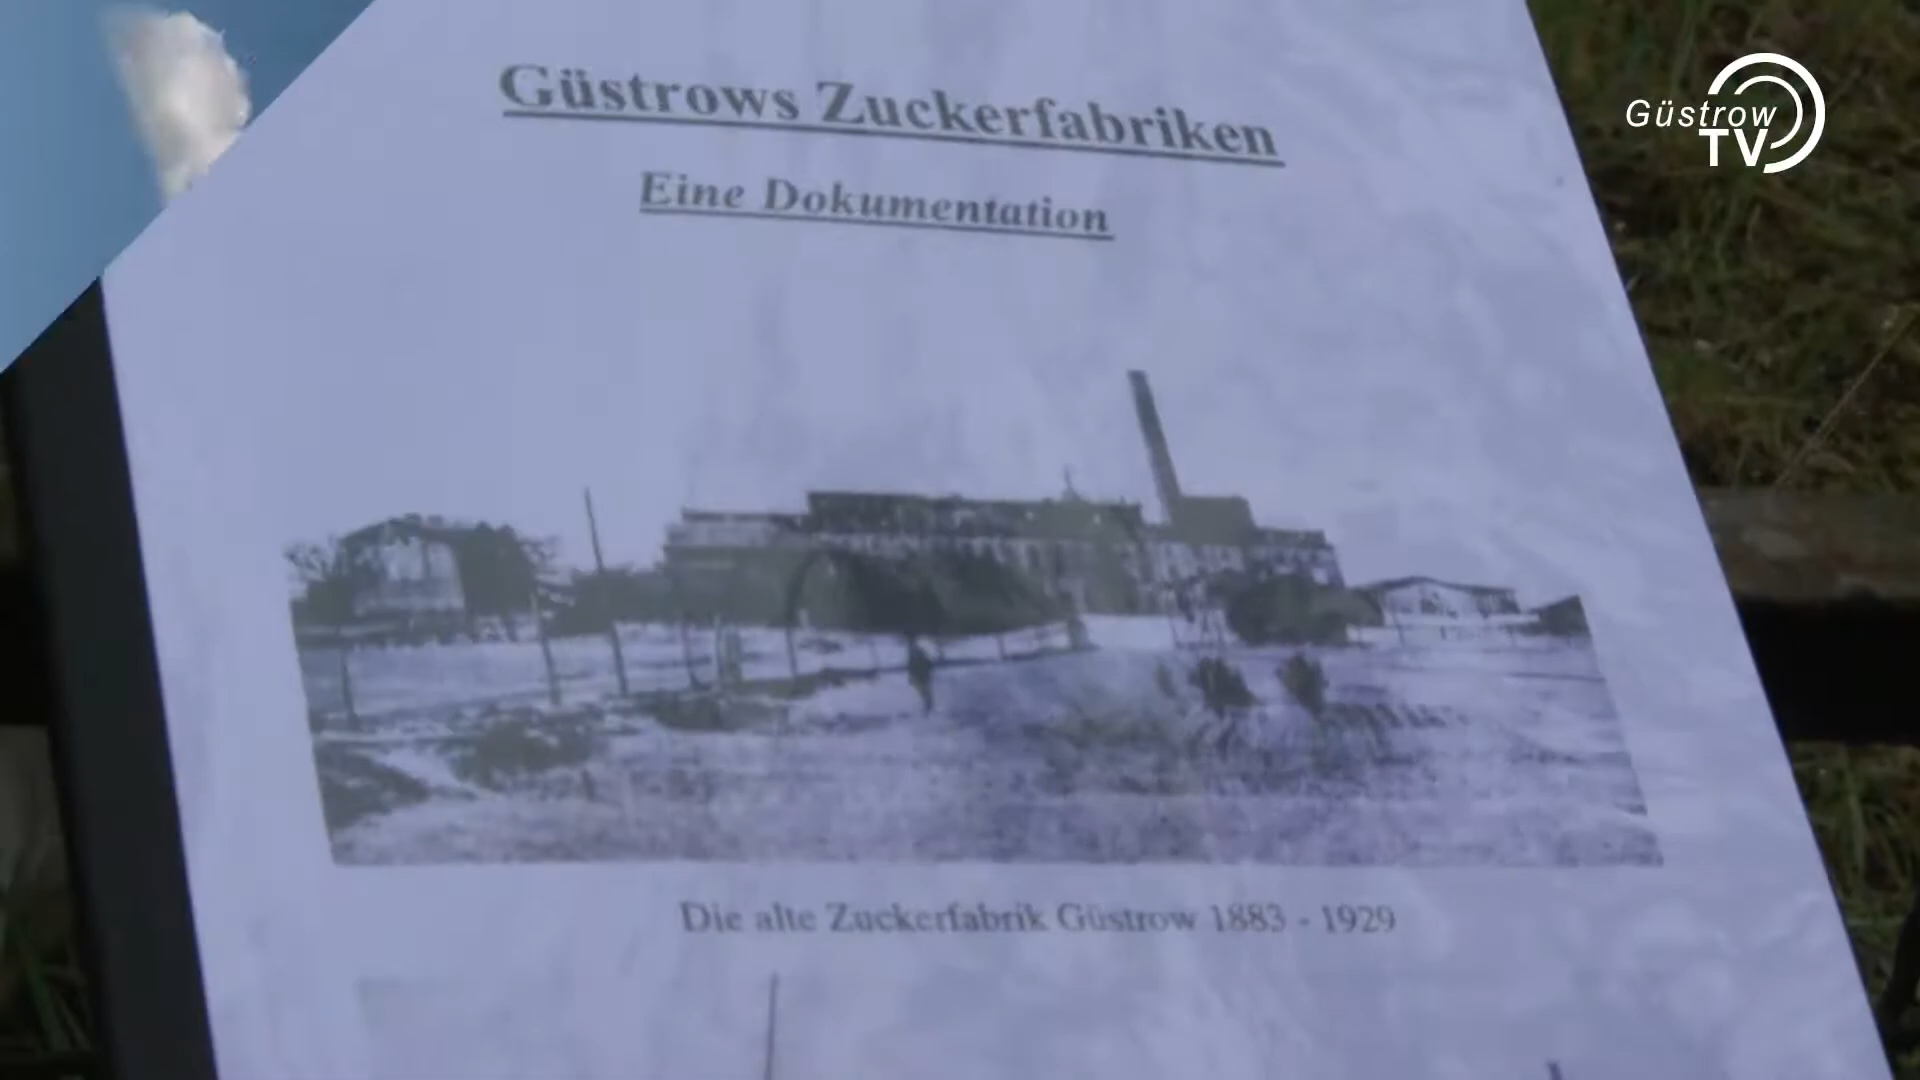 Güstrows Zuckerfabriken
Güstrow
TV
Eine Dokumentation
Die alte Zuckerfabrik Güstrow 1883 - 1929